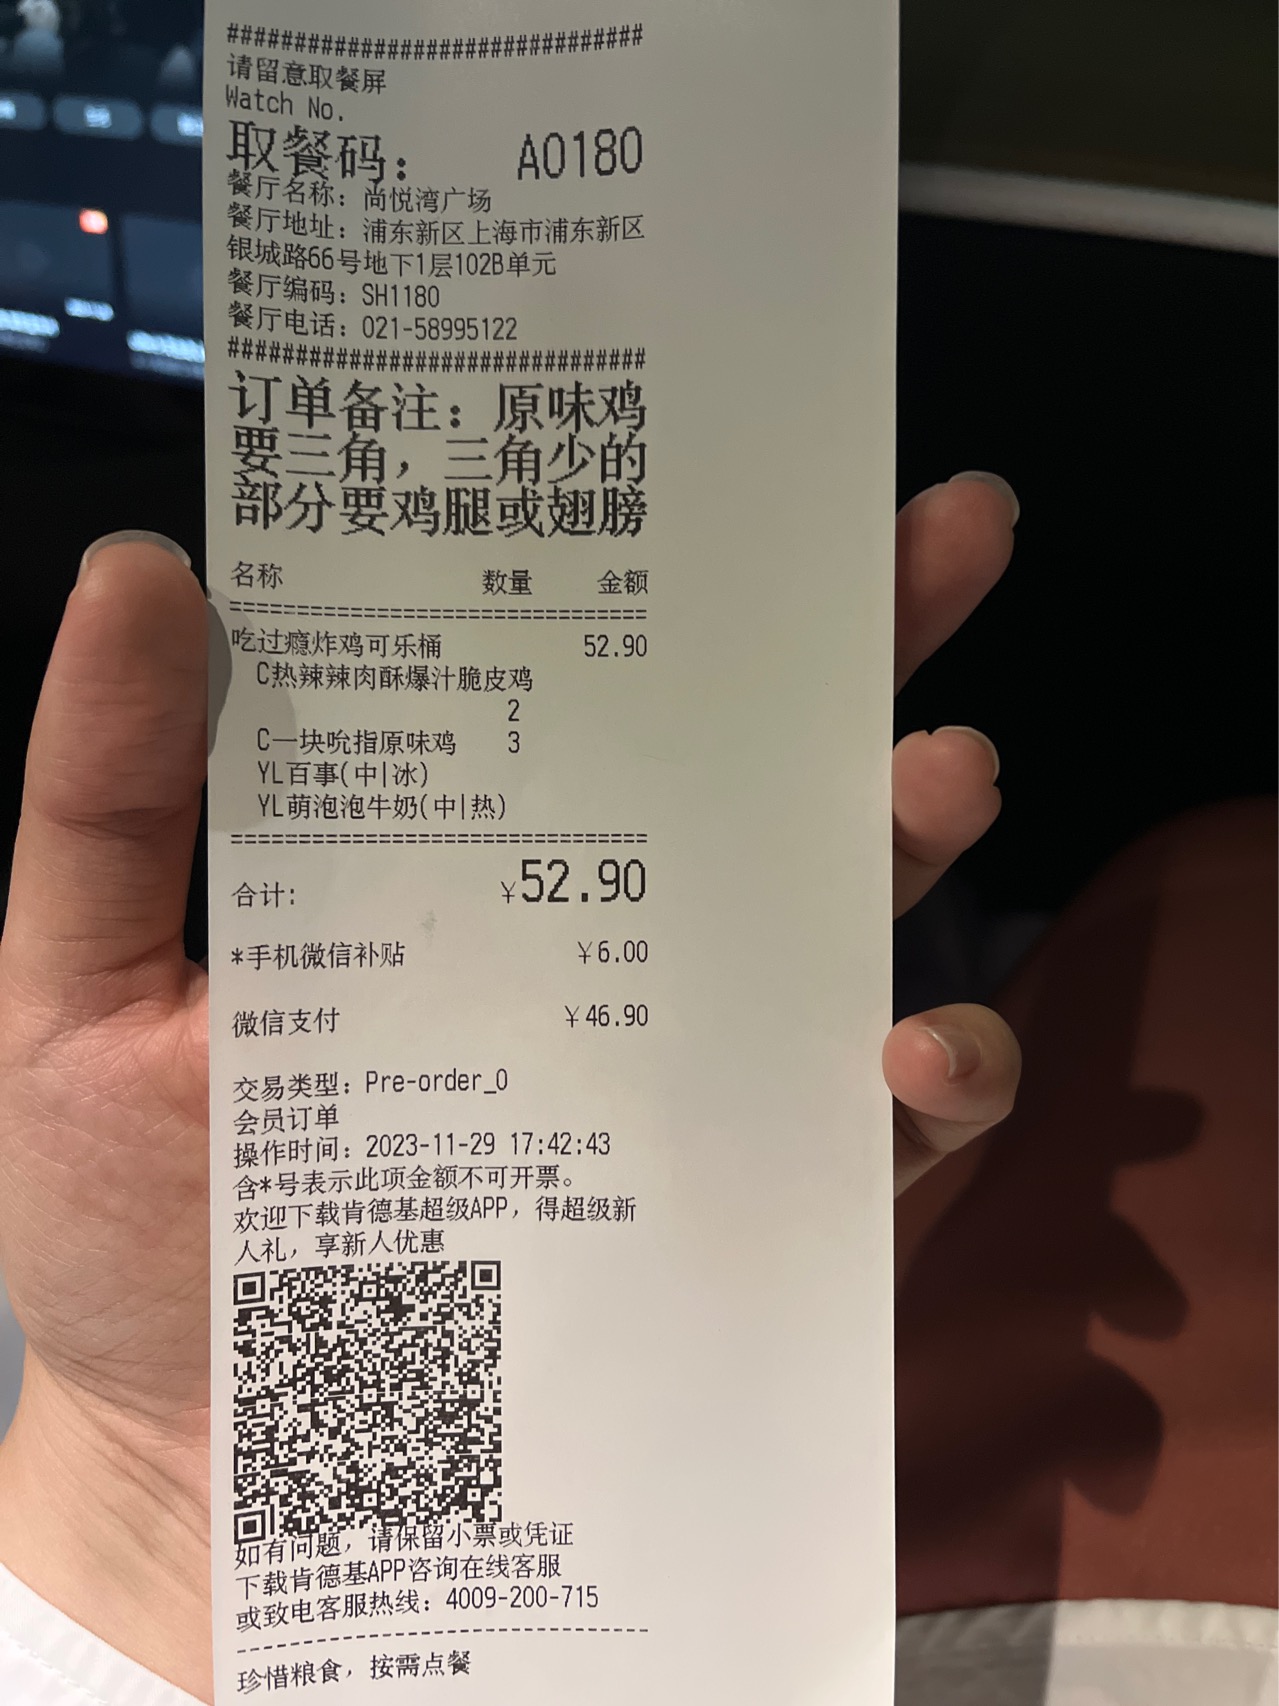 ###############################
请留意取餐屏
Watch No.
取餐码： A0180
餐厅名称：尚悦湾广场
餐厅地址：浦东新区上海市浦东新区
银城路66号地下1层102B单元
餐厅编码：SH1180
餐厅电话：021-58995122
###############################
订单备注：原味鸡
要三角，三角少的
部分要鸡腿或翅膀
名称 数量 金额
================================
吃过瘾炸鸡可乐桶 52.90
C热辣辣肉酥爆汁脆皮鸡
2
C一块吮指原味鸡 3
YL百事(中|冰)
YL萌泡泡牛奶(中|热)
================================
合计: ¥52.90
*手机微信补贴 ¥6.00
微信支付 ¥46.90
交易类型：Pre-order_0
会员订单
操作时间：2023-11-29 17:42:43
含*号表示此项金额不可开票。
欢迎下载肯德基超级APP，得超级新
人礼，享新人优惠
如有问题，请保留小票或凭证
下载肯德基APP咨询在线客服
或致电客服热线：4009-200-715
--------------------------------
珍惜粮食，按需点餐